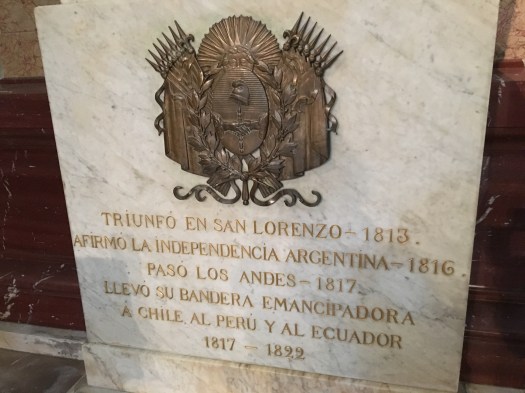 TRIUNFÓ EN SAN LORENZO - 1813.
AFIRMÓ LA INDEPENDENCIA ARGENTINA - 1816.
PASÓ LOS ANDES - 1817.
LLEVÓ SU BANDERA EMANCIPADORA
A CHILE, AL PERÚ Y AL ECUADOR
1817 - 1822